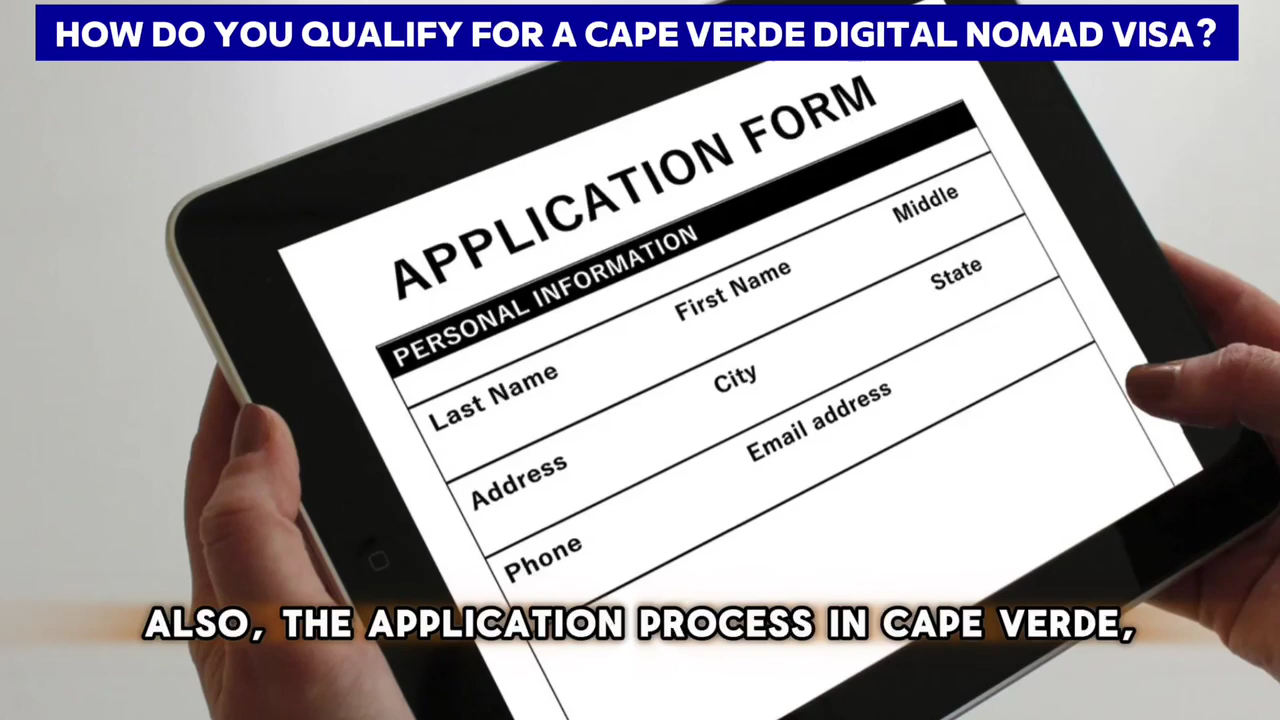 HOW DO YOU QUALIFY FOR A CAPE VERDE DIGITAL NOMAD VISA?
APPLICATION FORM
PERSONAL INFORMATION
Last Name First Name Middle
Address City State
Phone Email address
ALSO, THE APPLICATION PROCESS IN CAPE VERDE,